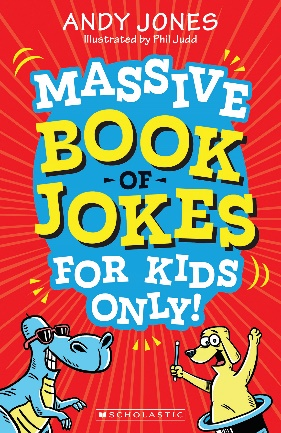 ANDY JONES
Illustrated by Phil Judd
MASSIVE
BOOK
OF
JOKES
FOR KIDS
ONLY!
SCHOLASTIC